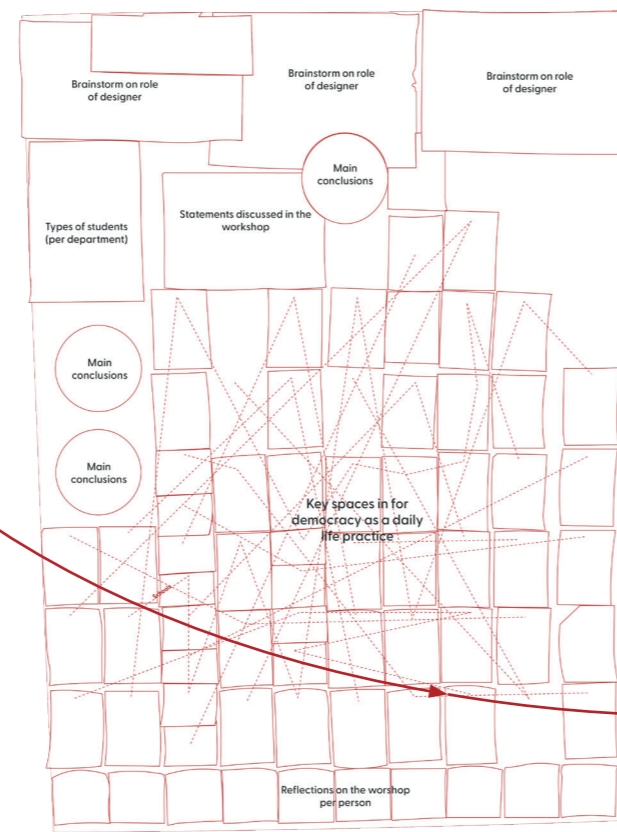 Brainstorm on role
of designer
Brainstorm on role
of designer
Brainstorm on role
of designer
Main
conclusions
Types of students
(per department)
Statements discussed in the
workshop
Main
conclusions
Main
conclusions
Key spaces in for
democracy as a daily
life practice
Reflections on the worshop
per person